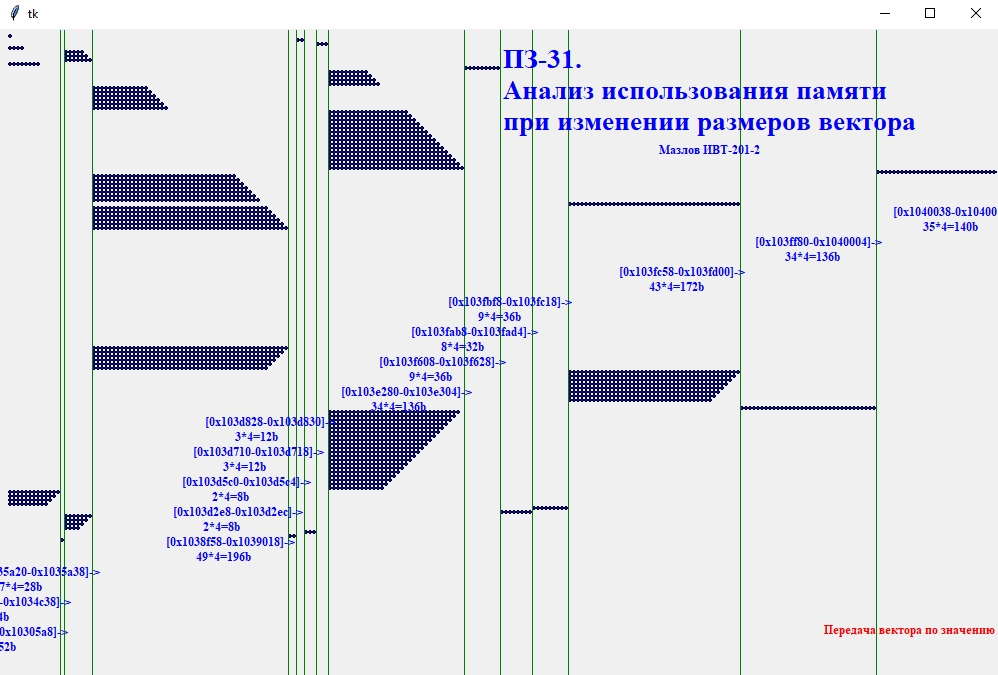 tk
ПЗ-31.
Анализ использования памяти
при изменении размеров вектора
Мазлов ИВТ-201-2
[0x1040038-0x10400
35*4=140b
[0x103ff80-0x1040004]->
34*4=136b
[0x103fc58-0x103fd00]->
43*4=172b
[0x103fbf8-0x103fc18]->
9*4=36b
[0x103fab8-0x103fad4]->
8*4=32b
[0x103f608-0x103f628]->
9*4=36b
[0x103e280-0x103e304]->
34*4=136b
[0x103d828-0x103d830]->
3*4=12b
[0x103d710-0x103d718]->
3*4=12b
[0x103d5c0-0x103d5c4]->
2*4=8b
[0x103d2e8-0x103d2ec]->
2*4=8b
[0x1038f58-0x1039018]->
49*4=196b
35a20-0x1035a38]->
7*4=28b
-0x1034c38]->
4b
0x10305a8]->
52b
Передача вектора по значению